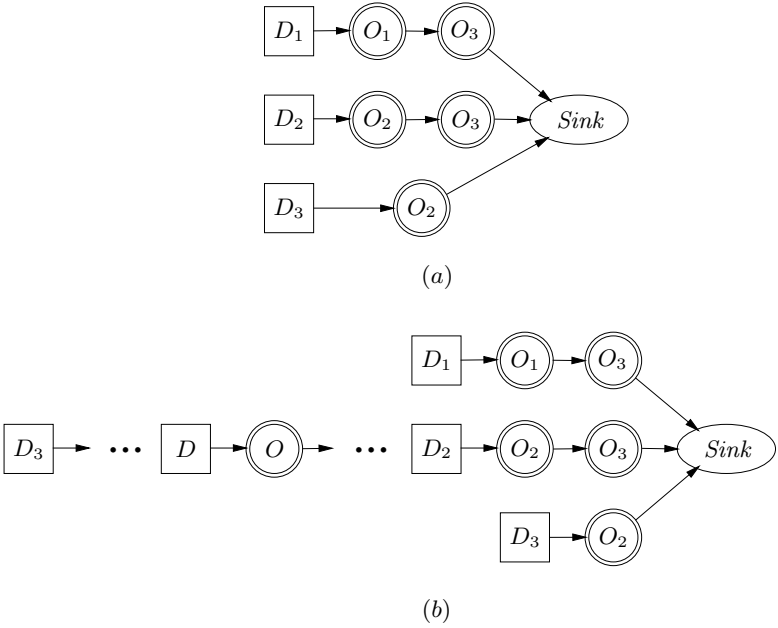 D₁ O₁ O₃
D₂ O₂ O₃ Sink
D₃ O₂
(a)
D₁ O₁ O₃
D₃ ... D O ... D₂ O₂ O₃ Sink
D₃ O₂
(b)